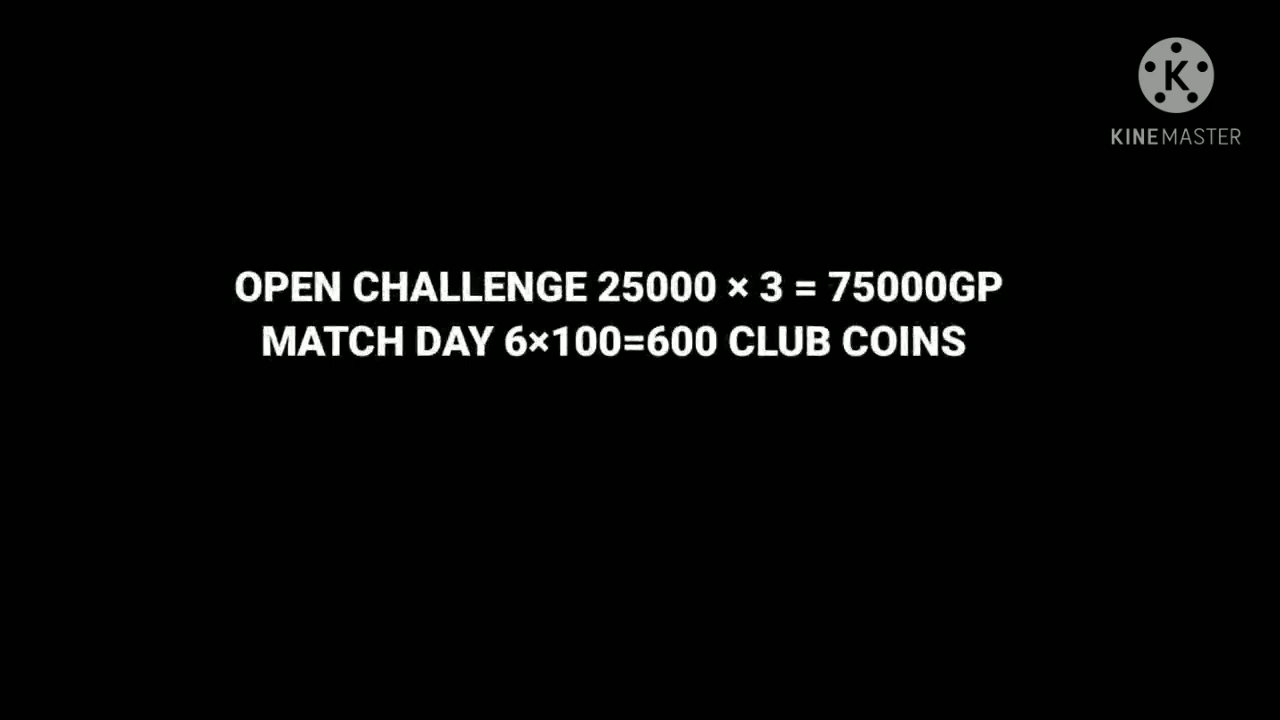 K
KINEMASTER
OPEN CHALLENGE 25000 × 3 = 75000GP
MATCH DAY 6×100=600 CLUB COINS